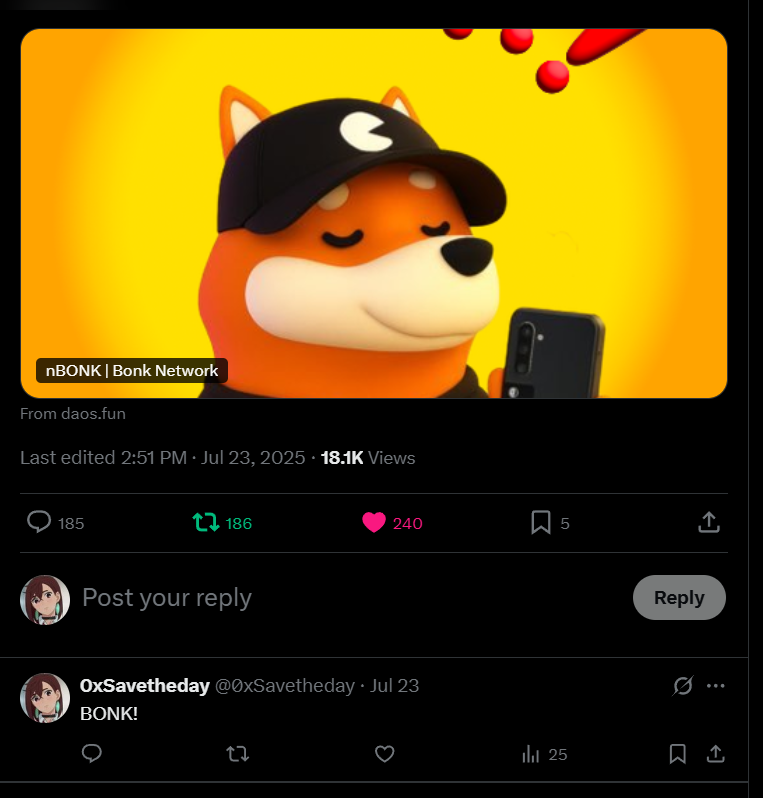 nBONK | Bonk Network
From daos.fun
Last edited 2:51 PM · Jul 23, 2025 · 18.1K Views
185 186 240 5
Post your reply Reply
0xSavetheday @0xSavetheday · Jul 23
BONK!
25